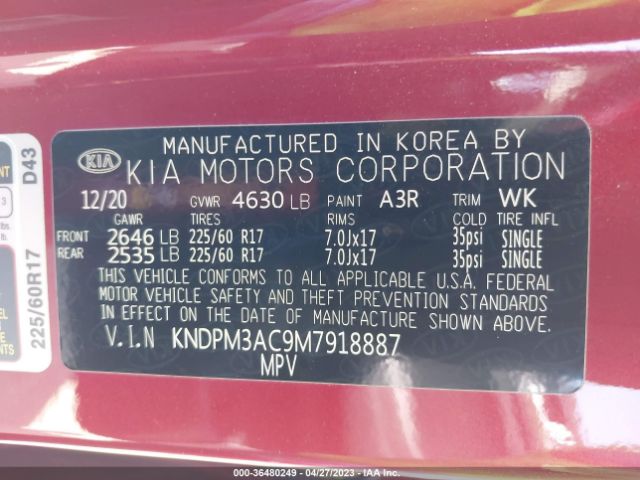 MANUFACTURED IN KOREA BY
KIA KIA MOTORS CORPORATION
12/20 GVWR 4630 LB PAINT A3R TRIM WK
GAWR TIRES RIMS COLD TIRE INFL
FRONT 2646 LB 225/60 R17 7.0Jx17 35psi SINGLE
REAR 2535 LB 225/60 R17 7.0Jx17 35psi SINGLE
THIS VEHICLE CONFORMS TO ALL APPLICABLE U.S.A. FEDERAL
MOTOR VEHICLE SAFETY AND THEFT PREVENTION STANDARDS
IN EFFECT ON THE DATE OF MANUFACTURE SHOWN ABOVE.
V.I.N KNDPM3AC9M7918887
MPV
D43
225/60R17
000-36480249 - 04/27/2023 - IAAI.COM